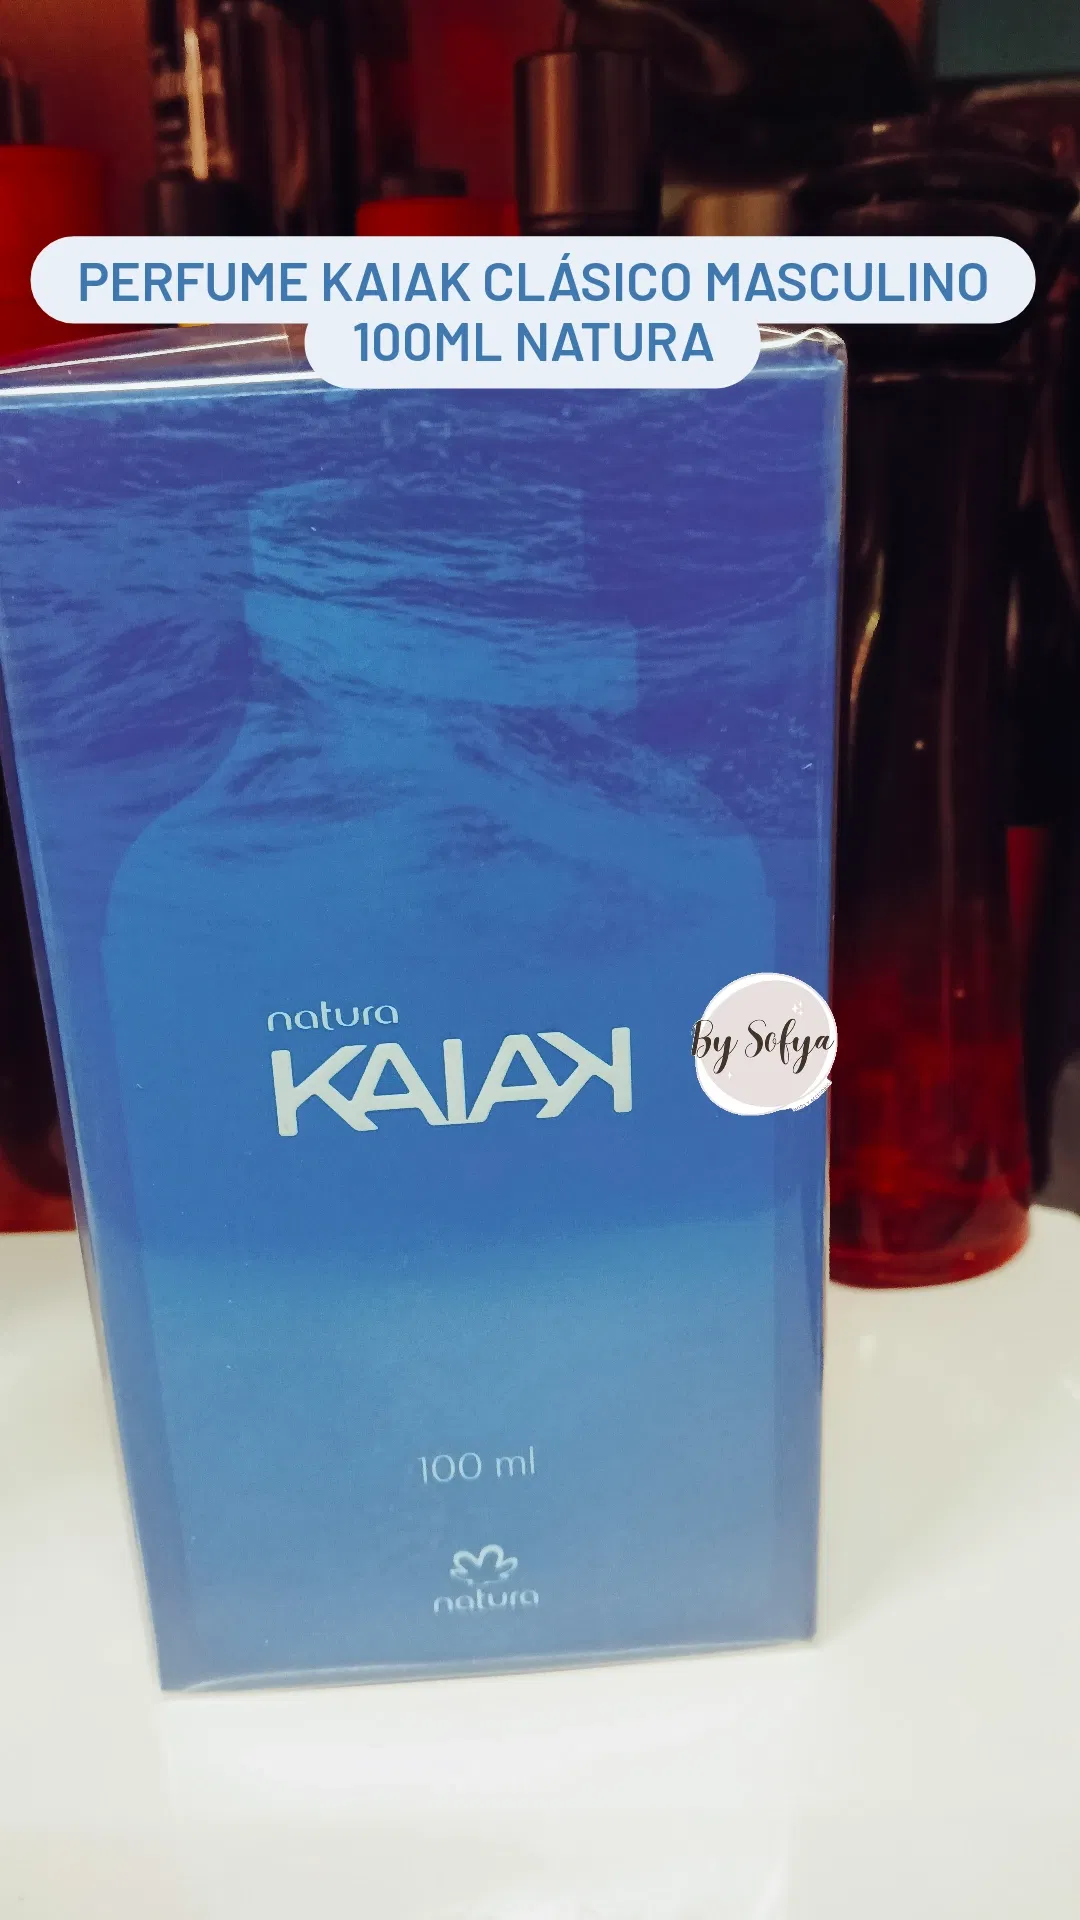 PERFUME KAIAK CLÁSICO MASCULINO
100ML NATURA
natura
KAIAK
By Sofya
100 ml
natura